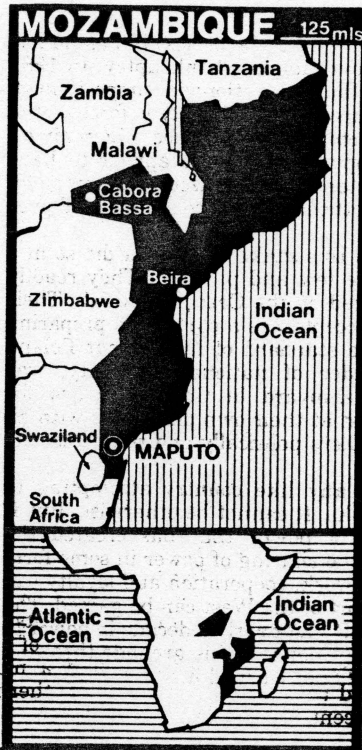 MOZAMBIQUE 125 mls
Tanzania
Zambia
Malawi
Cabora
Bassa
Beira
Zimbabwe
Indian
Ocean
Swaziland
MAPUTO
South
Africa
Atlantic
Ocean
Indian
Ocean